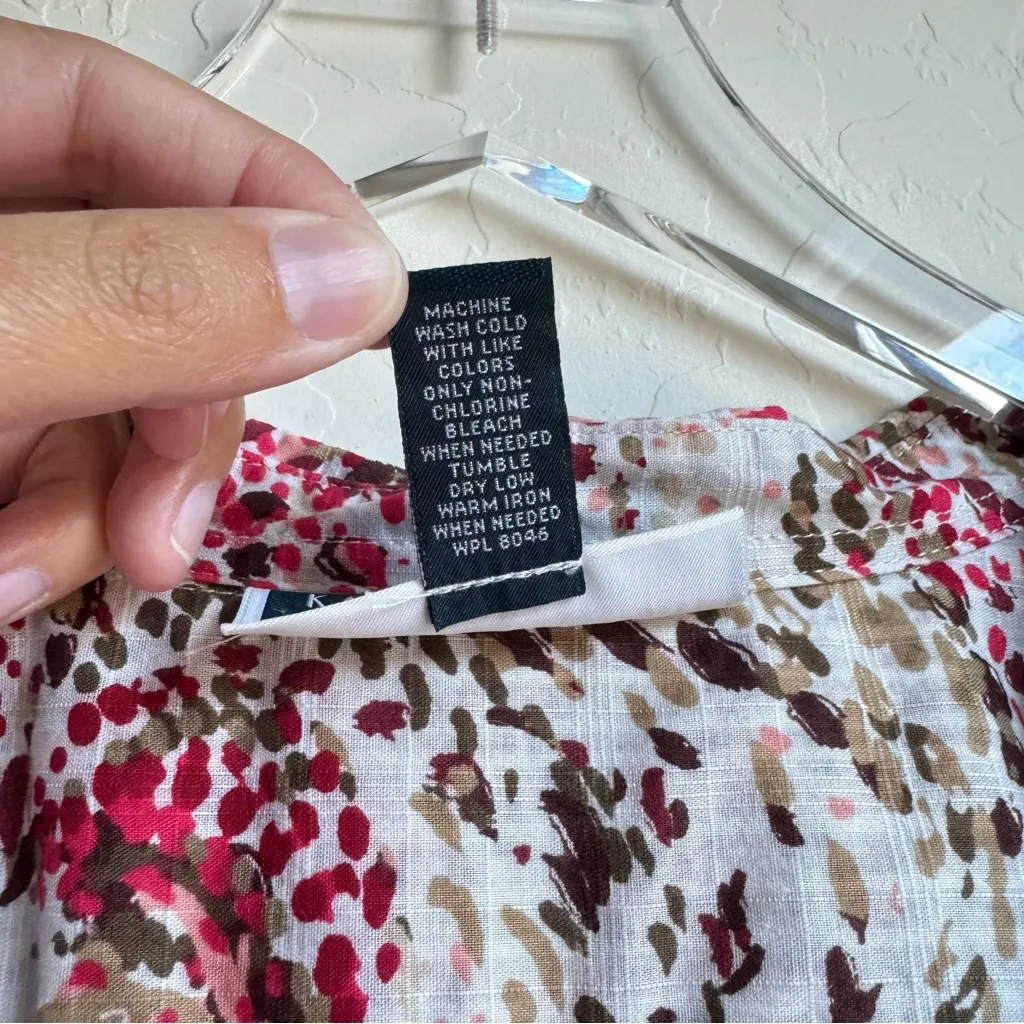 MACHINE
WASH COLD
WITH LIKE
COLORS
ONLY NON-
CHLORINE
BLEACH
WHEN NEEDED
TUMBLE
DRY LOW
WARM IRON
WHEN NEEDED
WPL 8046